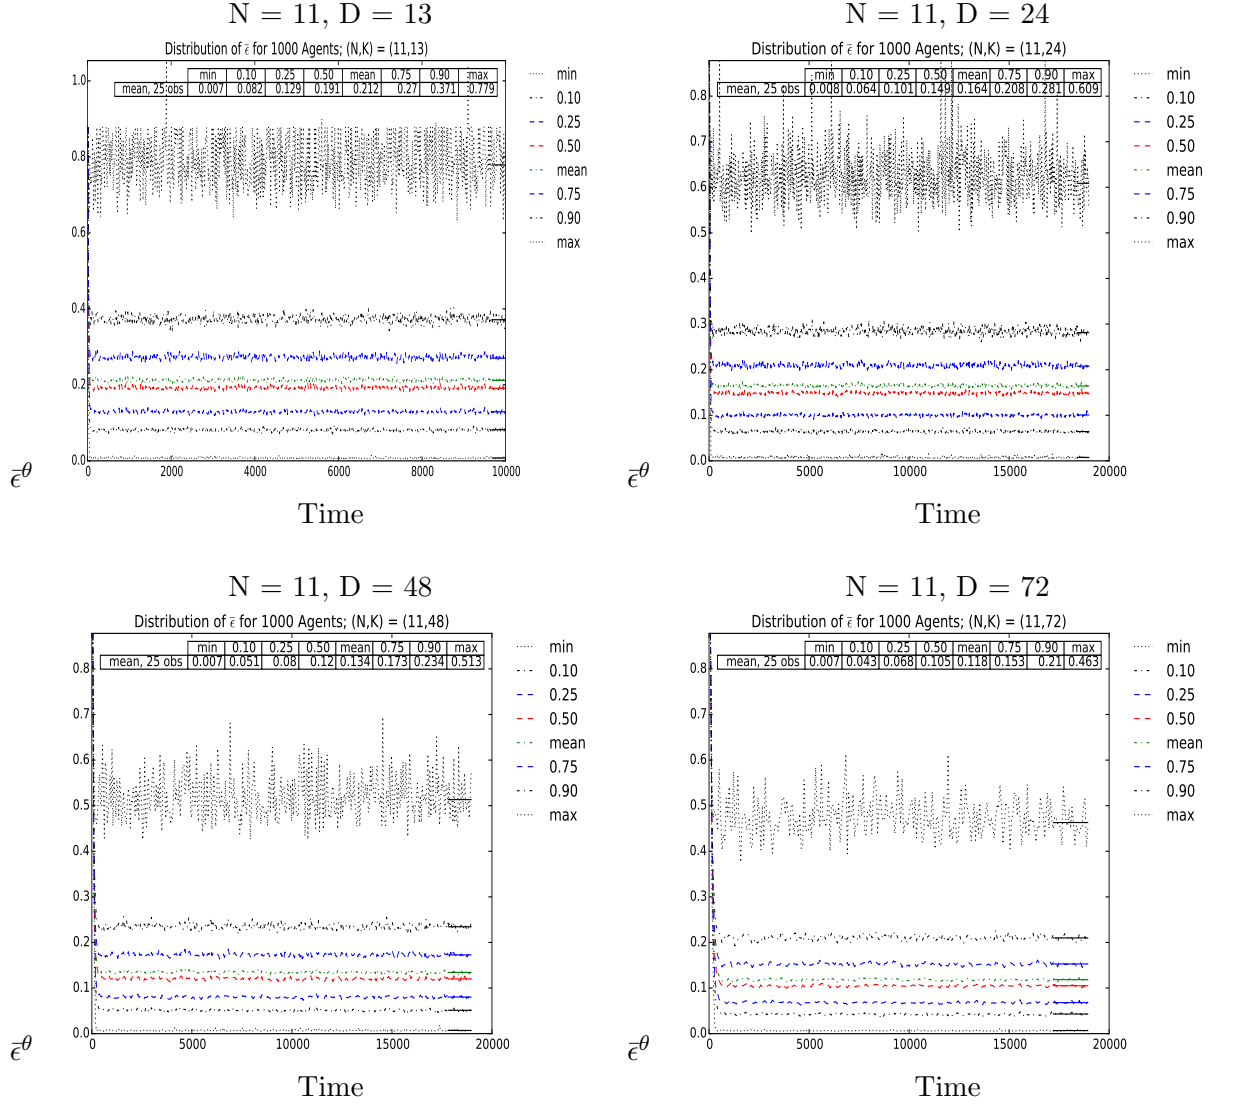 N = 11, D = 13
Distribution of ε̄ for 1000 Agents; (N,K) = (11,13)
min 0.10 0.25 0.50 mean 0.75 0.90 max
mean, 25 obs 0.007 0.082 0.129 0.191 0.212 0.27 0.371 0.779
1.0
0.8
0.6
0.4
0.2
0.0
0 2000 4000 6000 8000 10000
min
0.10
0.25
0.50
mean
0.75
0.90
max
ε̄^θ
Time
N = 11, D = 24
Distribution of ε̄ for 1000 Agents; (N,K) = (11,24)
min 0.10 0.25 0.50 mean 0.75 0.90 max
mean, 25 obs 0.008 0.064 0.101 0.149 0.164 0.208 0.281 0.609
0.8
0.7
0.6
0.5
0.4
0.3
0.2
0.1
0.0
0 5000 10000 15000 20000
min
0.10
0.25
0.50
mean
0.75
0.90
max
ε̄^θ
Time
N = 11, D = 48
Distribution of ε̄ for 1000 Agents; (N,K) = (11,48)
min 0.10 0.25 0.50 mean 0.75 0.90 max
mean, 25 obs 0.007 0.051 0.08 0.12 0.134 0.173 0.234 0.513
0.8
0.7
0.6
0.5
0.4
0.3
0.2
0.1
0.0
0 5000 10000 15000 20000
min
0.10
0.25
0.50
mean
0.75
0.90
max
ε̄^θ
Time
N = 11, D = 72
Distribution of ε̄ for 1000 Agents; (N,K) = (11,72)
min 0.10 0.25 0.50 mean 0.75 0.90 max
mean, 25 obs 0.007 0.043 0.068 0.105 0.118 0.153 0.21 0.463
0.8
0.7
0.6
0.5
0.4
0.3
0.2
0.1
0.0
0 5000 10000 15000 20000
min
0.10
0.25
0.50
mean
0.75
0.90
max
ε̄^θ
Time